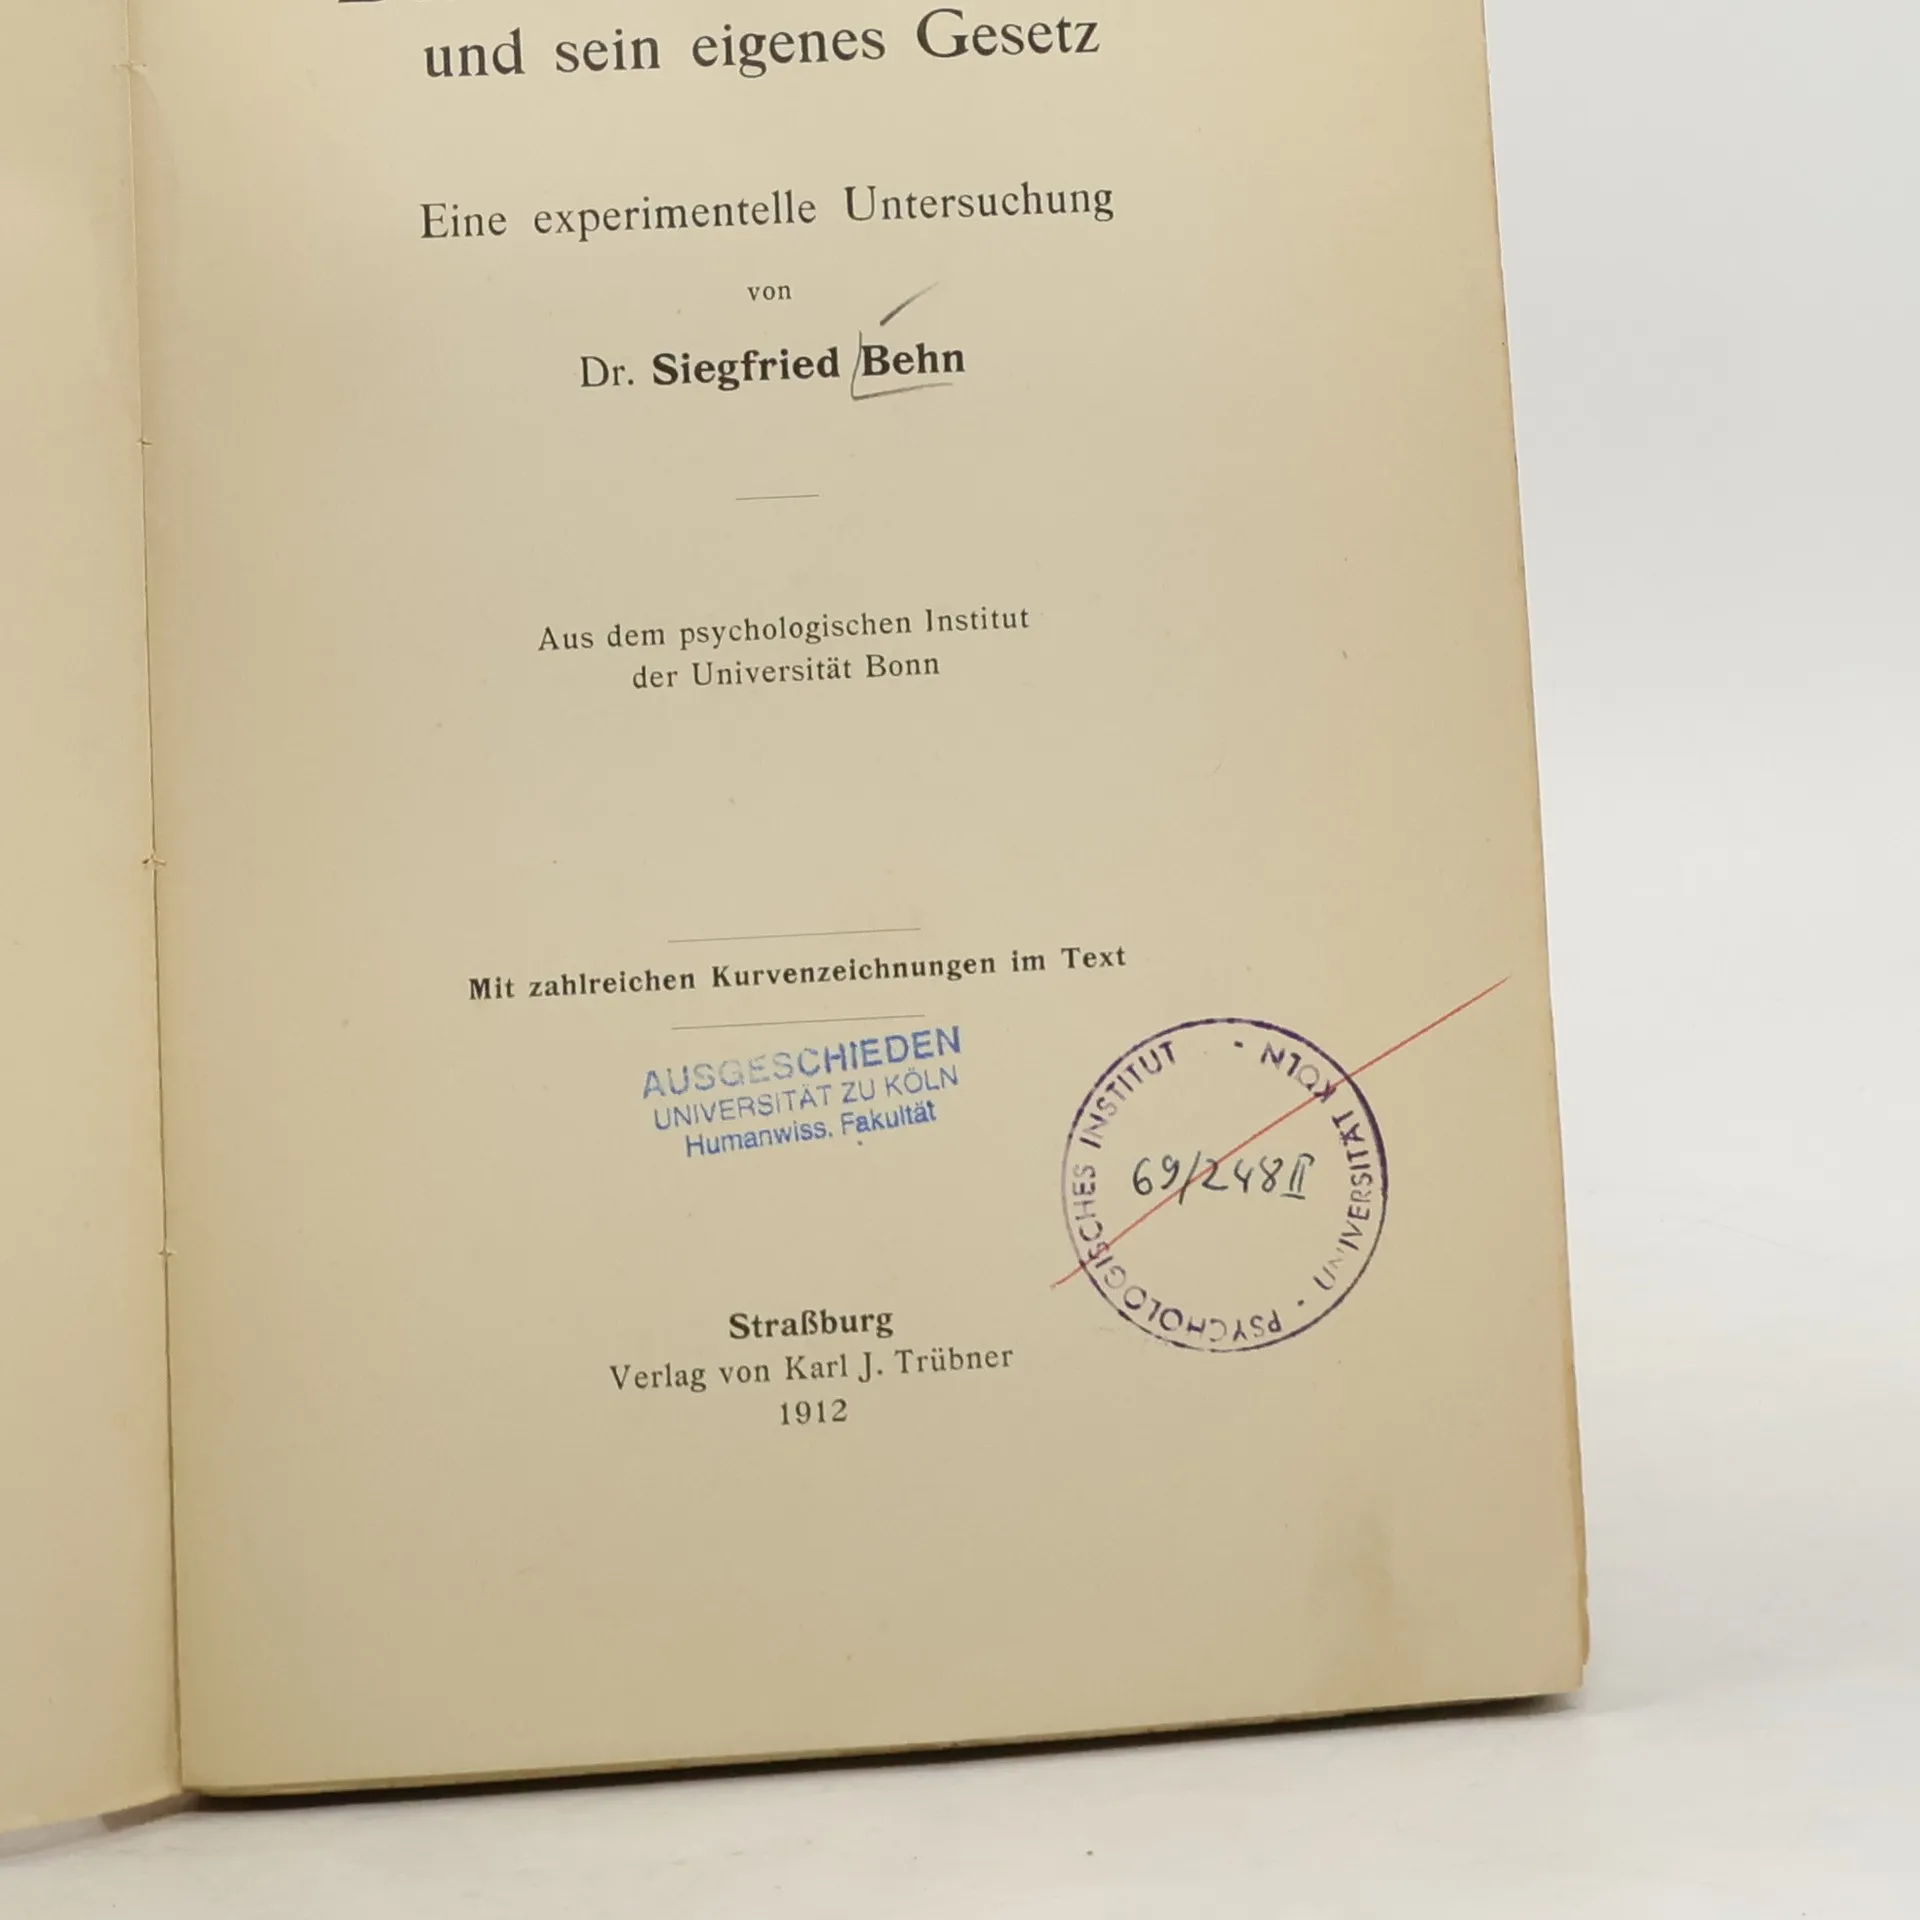 und sein eigenes Gesetz
Eine experimentelle Untersuchung
von
Dr. Siegfried Behn
Aus dem psychologischen Institut
der Universität Bonn
Mit zahlreichen Kurvenzeichnungen im Text
AUSGESCHIEDEN
UNIVERSITÄT ZU KÖLN
Humanwiss. Fakultät
PSYCHOLOGISCHES INSTITUT · UNIVERSITÄT KÖLN ·
69/248 II
Straßburg
Verlag von Karl J. Trübner
1912